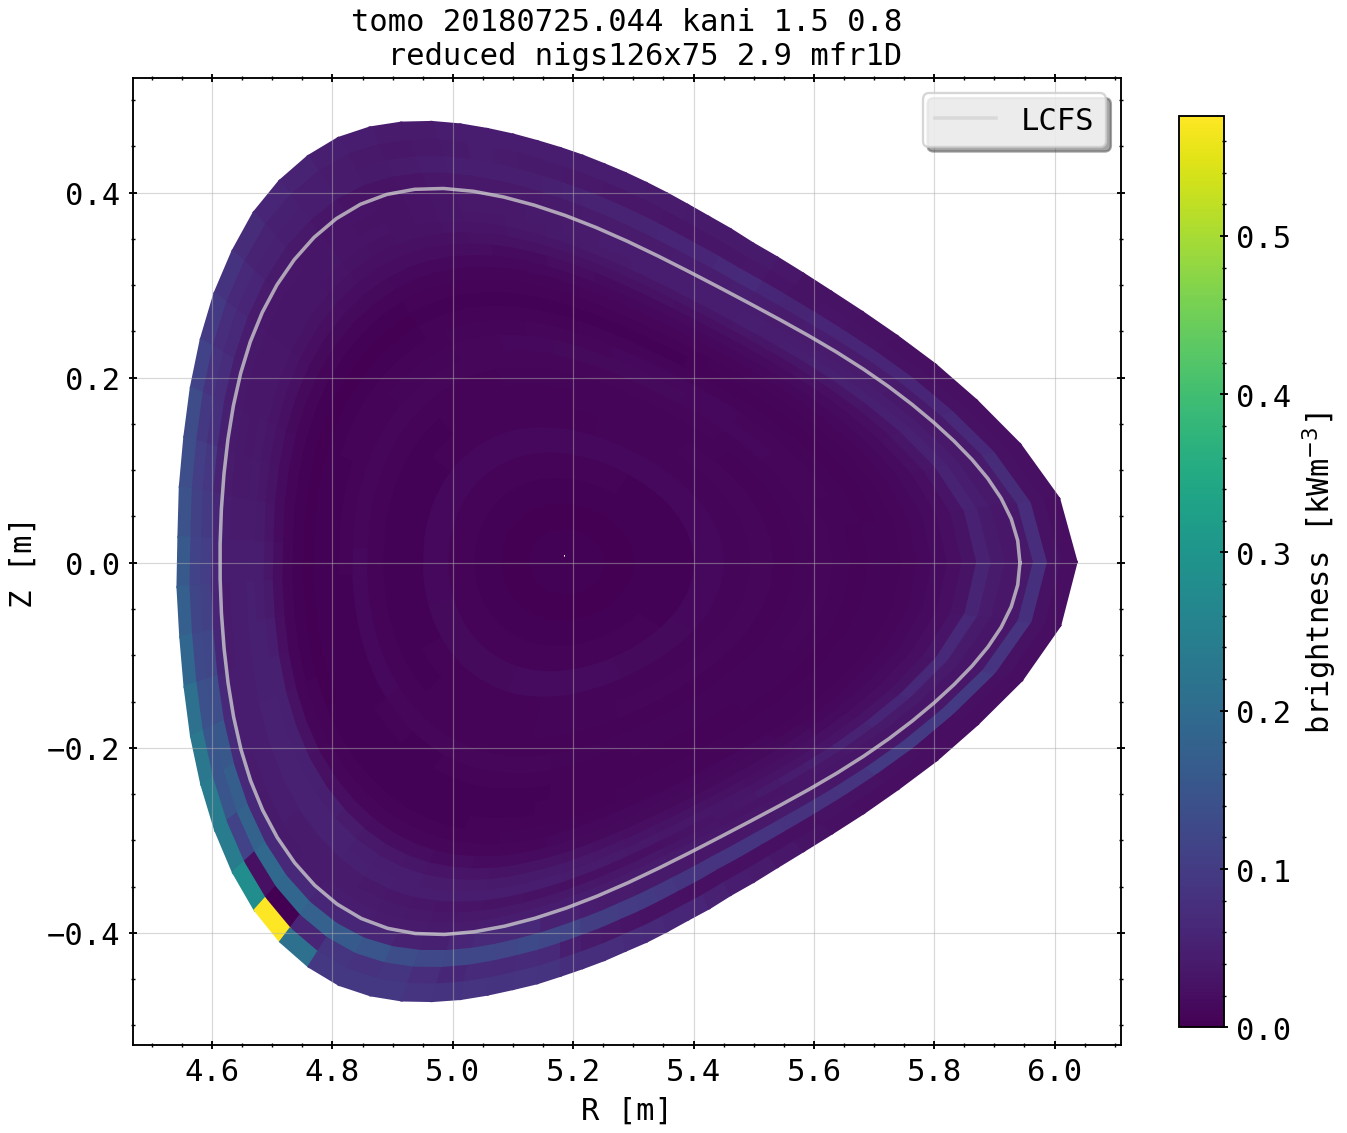 tomo 20180725.044 kani 1.5 0.8
reduced nigs126x75 2.9 mfr1D
LCFS
0.4
0.2
0.0
−0.2
−0.4
Z [m]
4.6 4.8 5.0 5.2 5.4 5.6 5.8 6.0
R [m]
0.5
0.4
0.3
0.2
0.1
0.0
brightness [kWm⁻³]